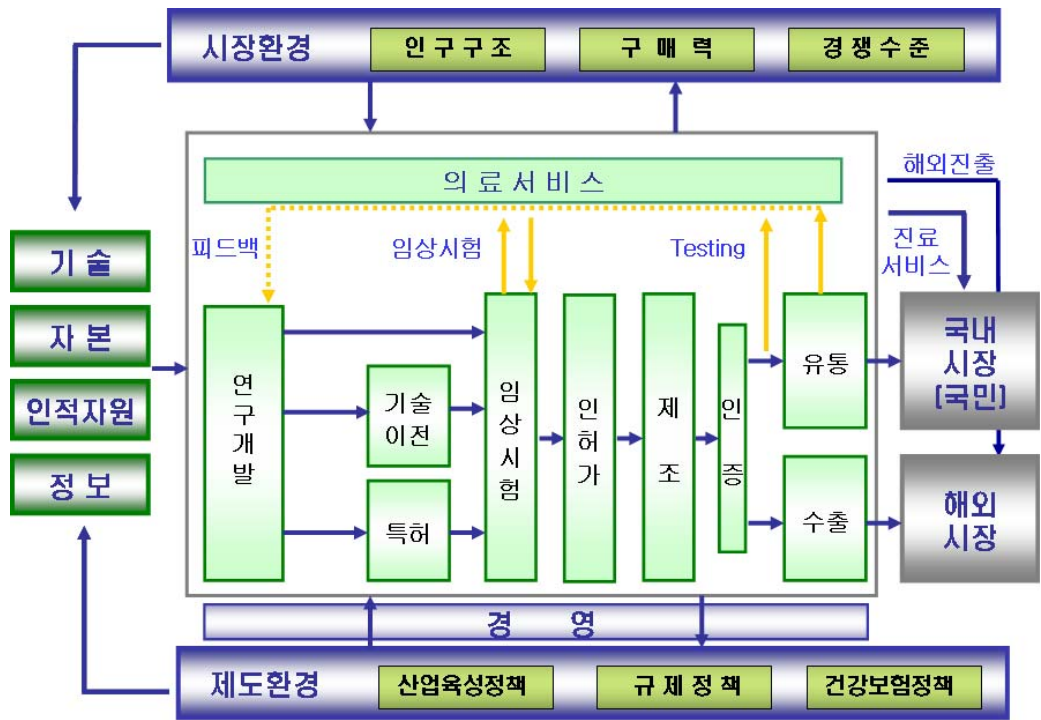 시장환경
인구구조
구 매 력
경쟁수준
의 료 서 비 스
해외진출
진료
서비스
피드백
임상시험
Testing
기 술
자 본
인적자원
정 보
연
구
개
발
기술
이전
특허
임
상
시
험
인
허
가
제
조
인
증
유통
수출
국내
시장
[국민]
해외
시장
경 영
제도환경
산업육성정책
규 제 정 책
건강보험정책